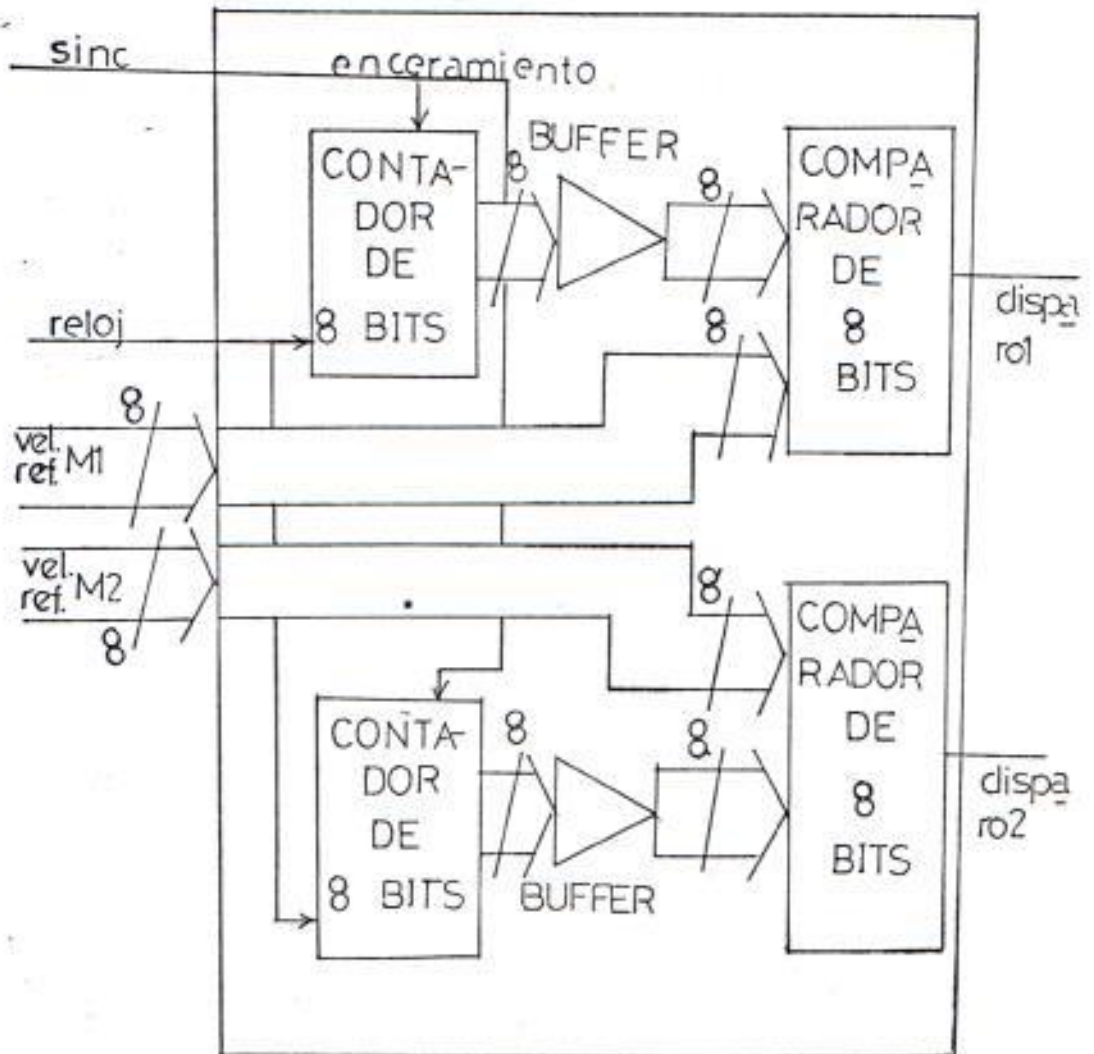 sinc
enceramiento
CONTA-
DOR
DE
8 BITS
8
BUFFER
8
COMPA
RADOR
DE
8
BITS
dispa
ro1
reloj
8
8
vel.
ref. M1
vel.
ref. M2
8
8
COMPA
RADOR
DE
8
BITS
dispa
ro2
CONTA-
DOR
DE
8 BITS
8
BUFFER
8